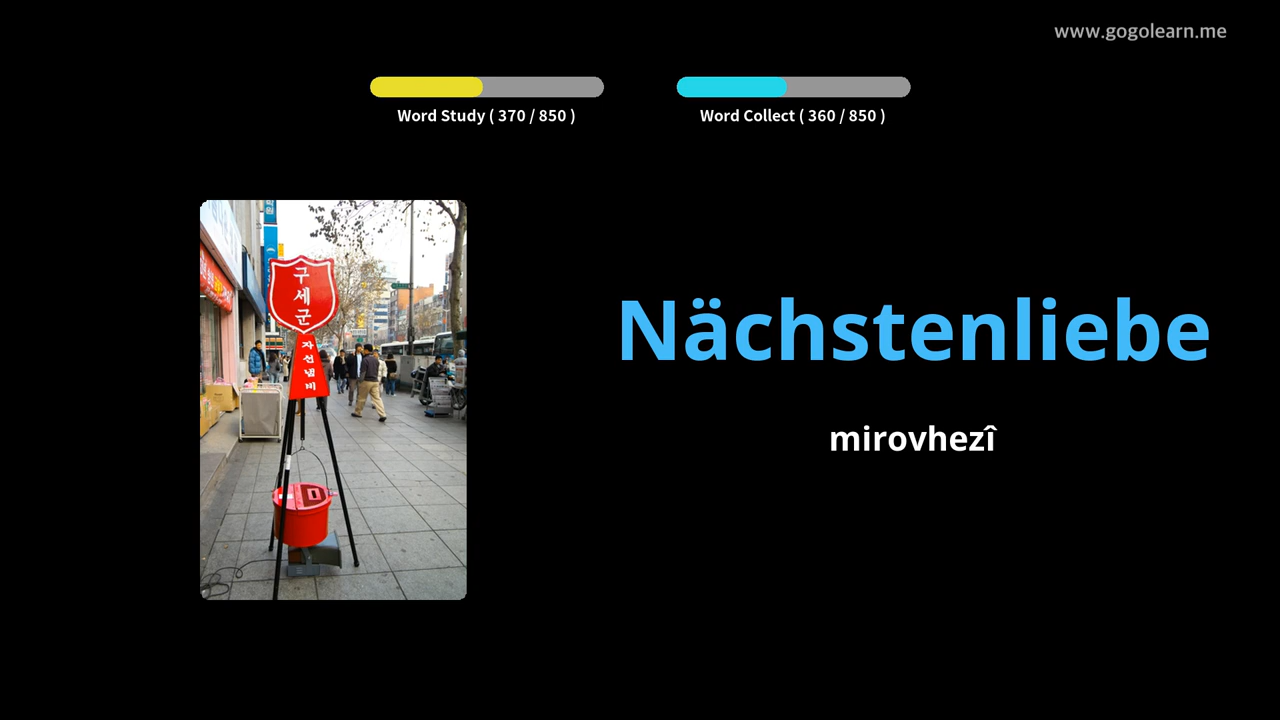 www.gogolearn.me
Word Study ( 370 / 850 )
Word Collect ( 360 / 850 )
구세군
자선냄비
Nächstenliebe
mirovhezî